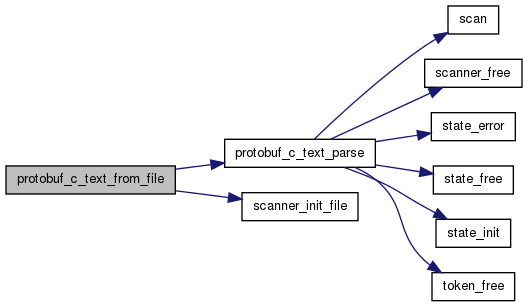 protobuf_c_text_from_file
protobuf_c_text_parse
scanner_init_file
scan
scanner_free
state_error
state_free
state_init
token_free